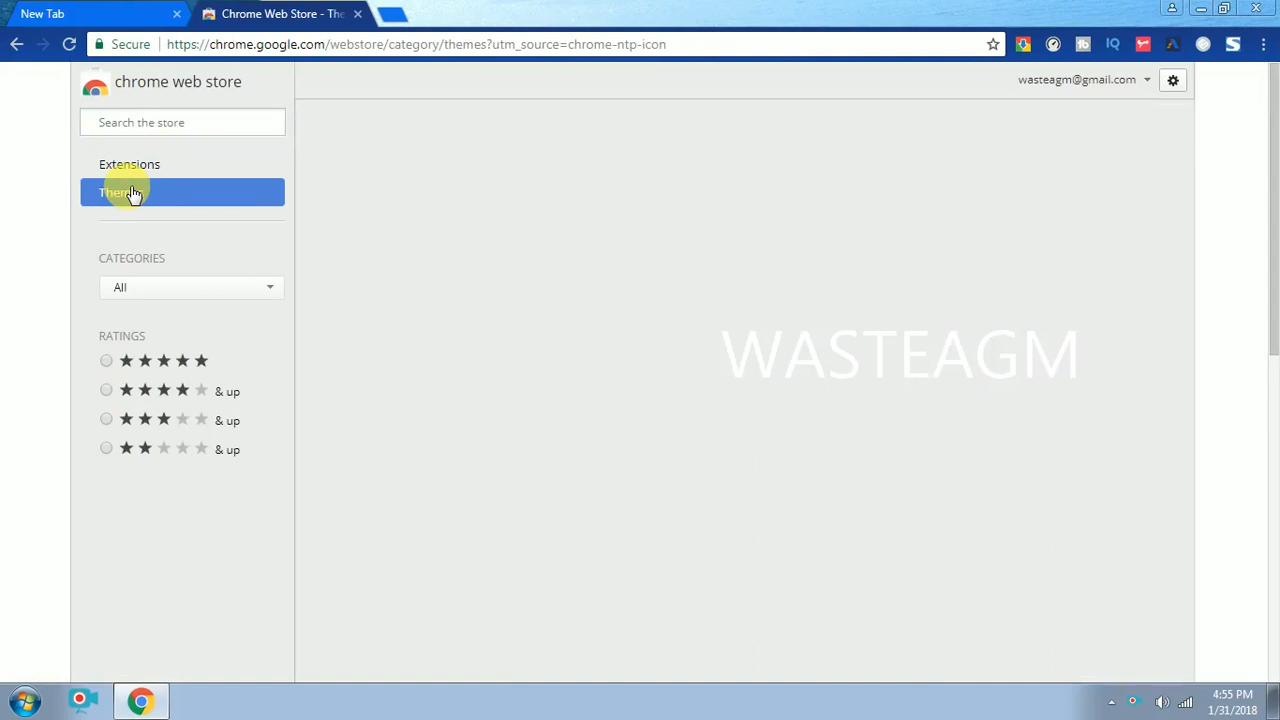 New Tab
Chrome Web Store - The
Secure
https://chrome.google.com/webstore/category/themes?utm_source=chrome-ntp-icon
IQ
chrome web store
wasteagm@gmail.com
Search the store
Extensions
Themes
CATEGORIES
All
WASTEAGM
RATINGS
& up
& up
& up
4:55 PM
1/31/2018